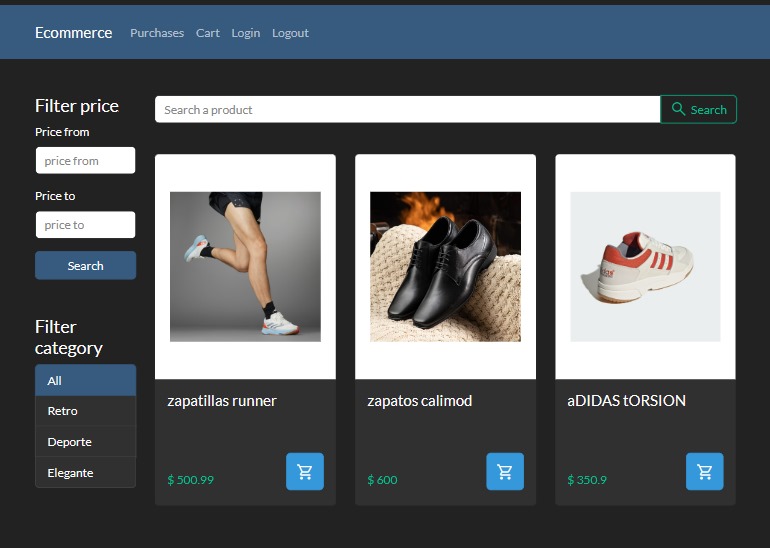 Ecommerce Purchases Cart Login Logout
Filter price
Price from
price from
Price to
price to
Search
Filter
category
All
Retro
Deporte
Elegante
Search a product
Search
zapatillas runner
$ 500.99
zapatos calimod
$ 600
aDIDAS tORSION
$ 350.9